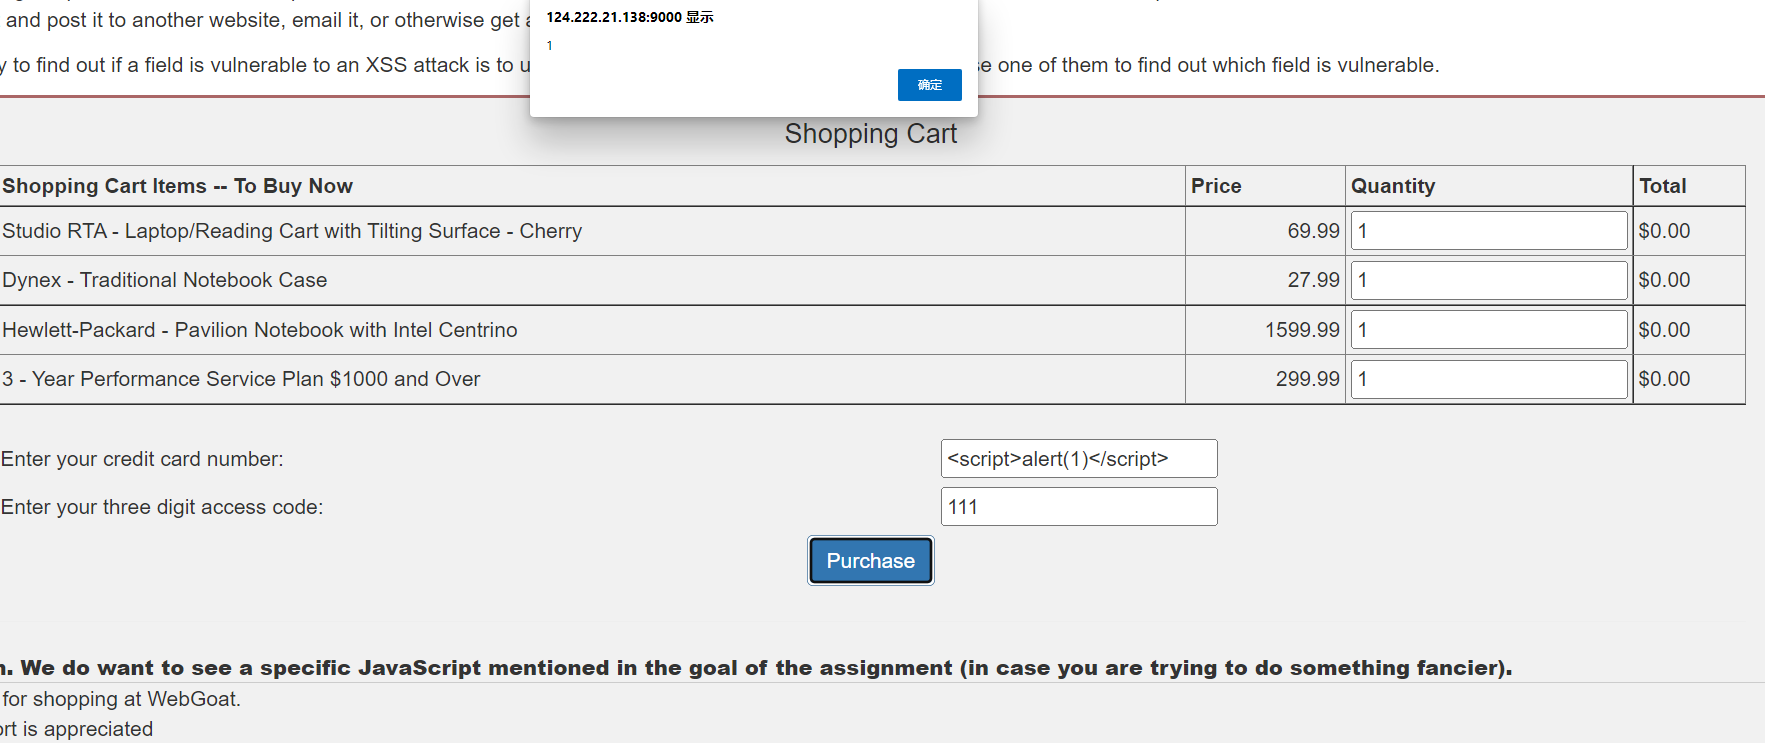 and post it to another website, email it, or otherwise get
124.222.21.138:9000 显示
1
y to find out if a field is vulnerable to an XSS attack is to u
se one of them to find out which field is vulnerable.
确定
Shopping Cart
Shopping Cart Items -- To Buy Now Price Quantity Total
Studio RTA - Laptop/Reading Cart with Tilting Surface - Cherry 69.99 1 $0.00
Dynex - Traditional Notebook Case 27.99 1 $0.00
Hewlett-Packard - Pavilion Notebook with Intel Centrino 1599.99 1 $0.00
3 - Year Performance Service Plan $1000 and Over 299.99 1 $0.00
Enter your credit card number: <script>alert(1)</script>
Enter your three digit access code: 111
Purchase
n. We do want to see a specific JavaScript mentioned in the goal of the assignment (in case you are trying to do something fancier).
for shopping at WebGoat.
ort is appreciated